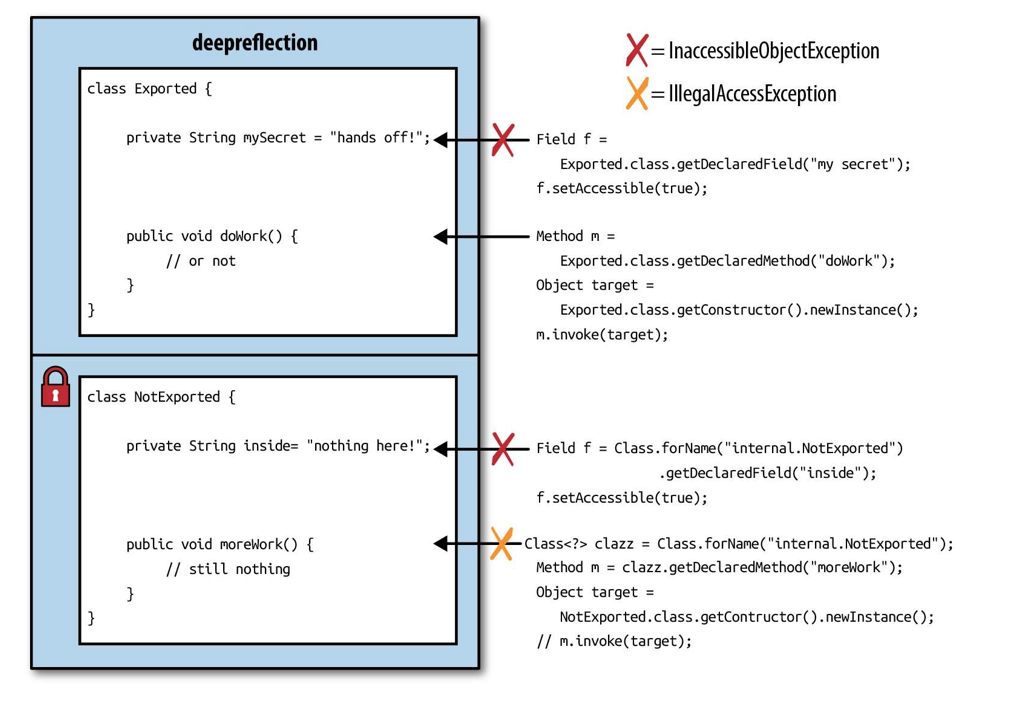 deepreflection
class Exported {
private String mySecret = "hands off!";
public void doWork() {
// or not
}
}
class NotExported {
private String inside= "nothing here!";
public void moreWork() {
// still nothing
}
}
= InaccessibleObjectException
= IllegalAccessException
Field f =
Exported.class.getDeclaredField("my secret");
f.setAccessible(true);
Method m =
Exported.class.getDeclaredMethod("doWork");
Object target =
Exported.class.getConstructor().newInstance();
m.invoke(target);
Field f = Class.forName("internal.NotExported")
.getDeclaredField("inside");
f.setAccessible(true);
Class<?> clazz = Class.forName("internal.NotExported");
Method m = clazz.getDeclaredMethod("moreWork");
Object target =
NotExported.class.getContructor().newInstance();
// m.invoke(target);